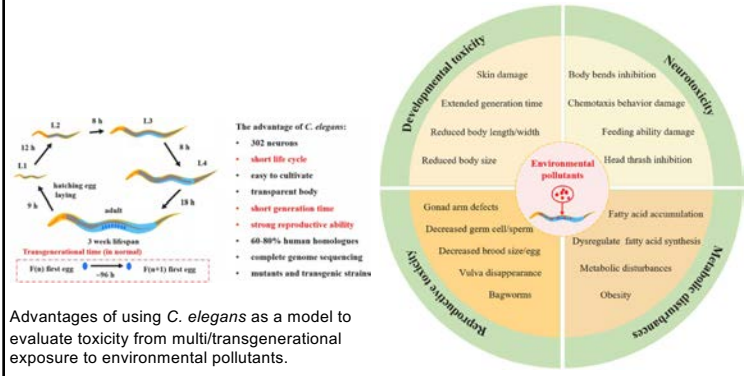 L2
8 h
L3
12 h
8 h
L1
L4
hatching egg
laying
9 h
18 h
adult
3 week lifespan
Transgenerational time (in normal)
F(n) first egg
F(n+1) first egg
~96 h
The advantage of C. elegans:
• 302 neurons
• short life cycle
• easy to cultivate
• transparent body
• short generation time
• strong reproductive ability
• 60-80% human homologues
• complete genome sequencing
• mutants and transgenic strains
Advantages of using C. elegans as a model to
evaluate toxicity from multi/transgenerational
exposure to environmental pollutants.
Developmental toxicity
Skin damage
Extended generation time
Reduced body length/width
Reduced body size
Neurotoxicity
Body bends inhibition
Chemotaxis behavior damage
Feeding ability damage
Head thrash inhibition
Environmental
pollutants
Reproductive toxicity
Gonad arm defects
Decreased germ cell/sperm
Decreased brood size/egg
Vulva disappearance
Bagworms
Metabolic disturbances
Fatty acid accumulation
Dysregulate fatty acid synthesis
Metabolic disturbances
Obesity